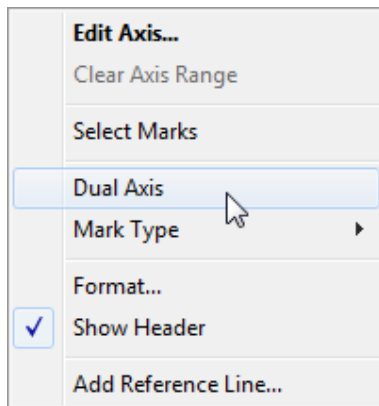 Edit Axis...
Clear Axis Range
Select Marks
Dual Axis
Mark Type
Format...
Show Header
Add Reference Line...